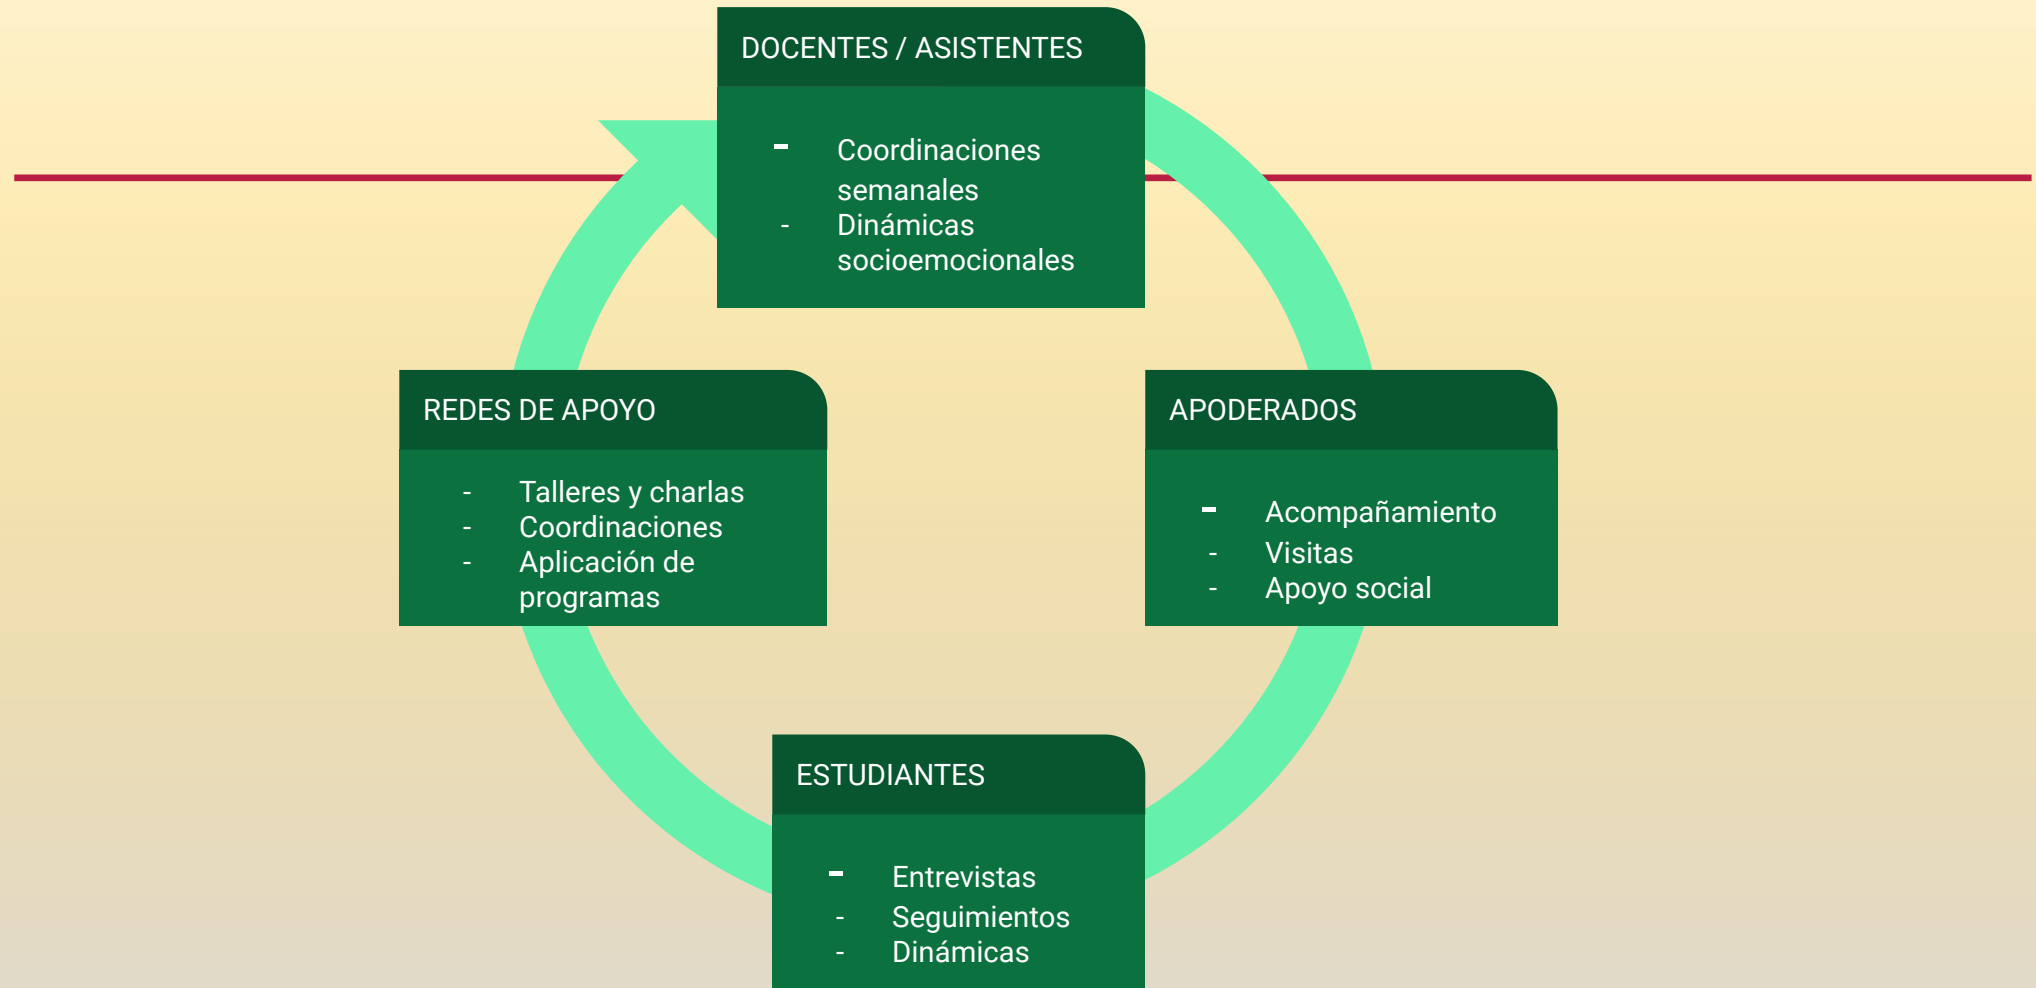 DOCENTES / ASISTENTES
- Coordinaciones
semanales
- Dinámicas
socioemocionales
REDES DE APOYO
- Talleres y charlas
- Coordinaciones
- Aplicación de
programas
APODERADOS
- Acompañamiento
- Visitas
- Apoyo social
ESTUDIANTES
- Entrevistas
- Seguimientos
- Dinámicas